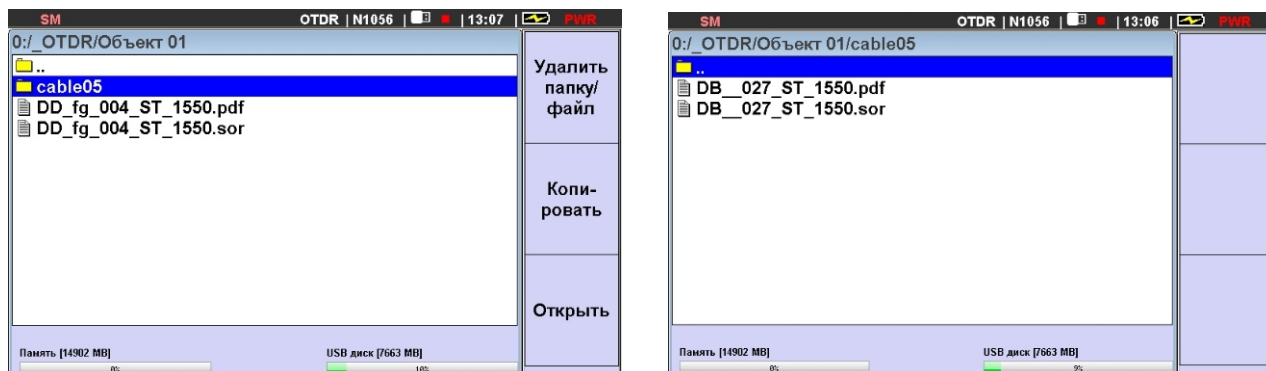 SM OTDR | N1056 | | 13:07 | PWR
0:/_OTDR/Объект 01
..
cable05
DD_fg_004_ST_1550.pdf
DD_fg_004_ST_1550.sor
Удалить
папку/
файл
Копи-
ровать
Открыть
Память [14902 MB] USB диск [7663 MB]
0% 10%
SM OTDR | N1056 | | 13:06 | PWR
0:/_OTDR/Объект 01/cable05
..
DB__027_ST_1550.pdf
DB__027_ST_1550.sor
Память [14902 MB] USB диск [7663 MB]
0% 9%